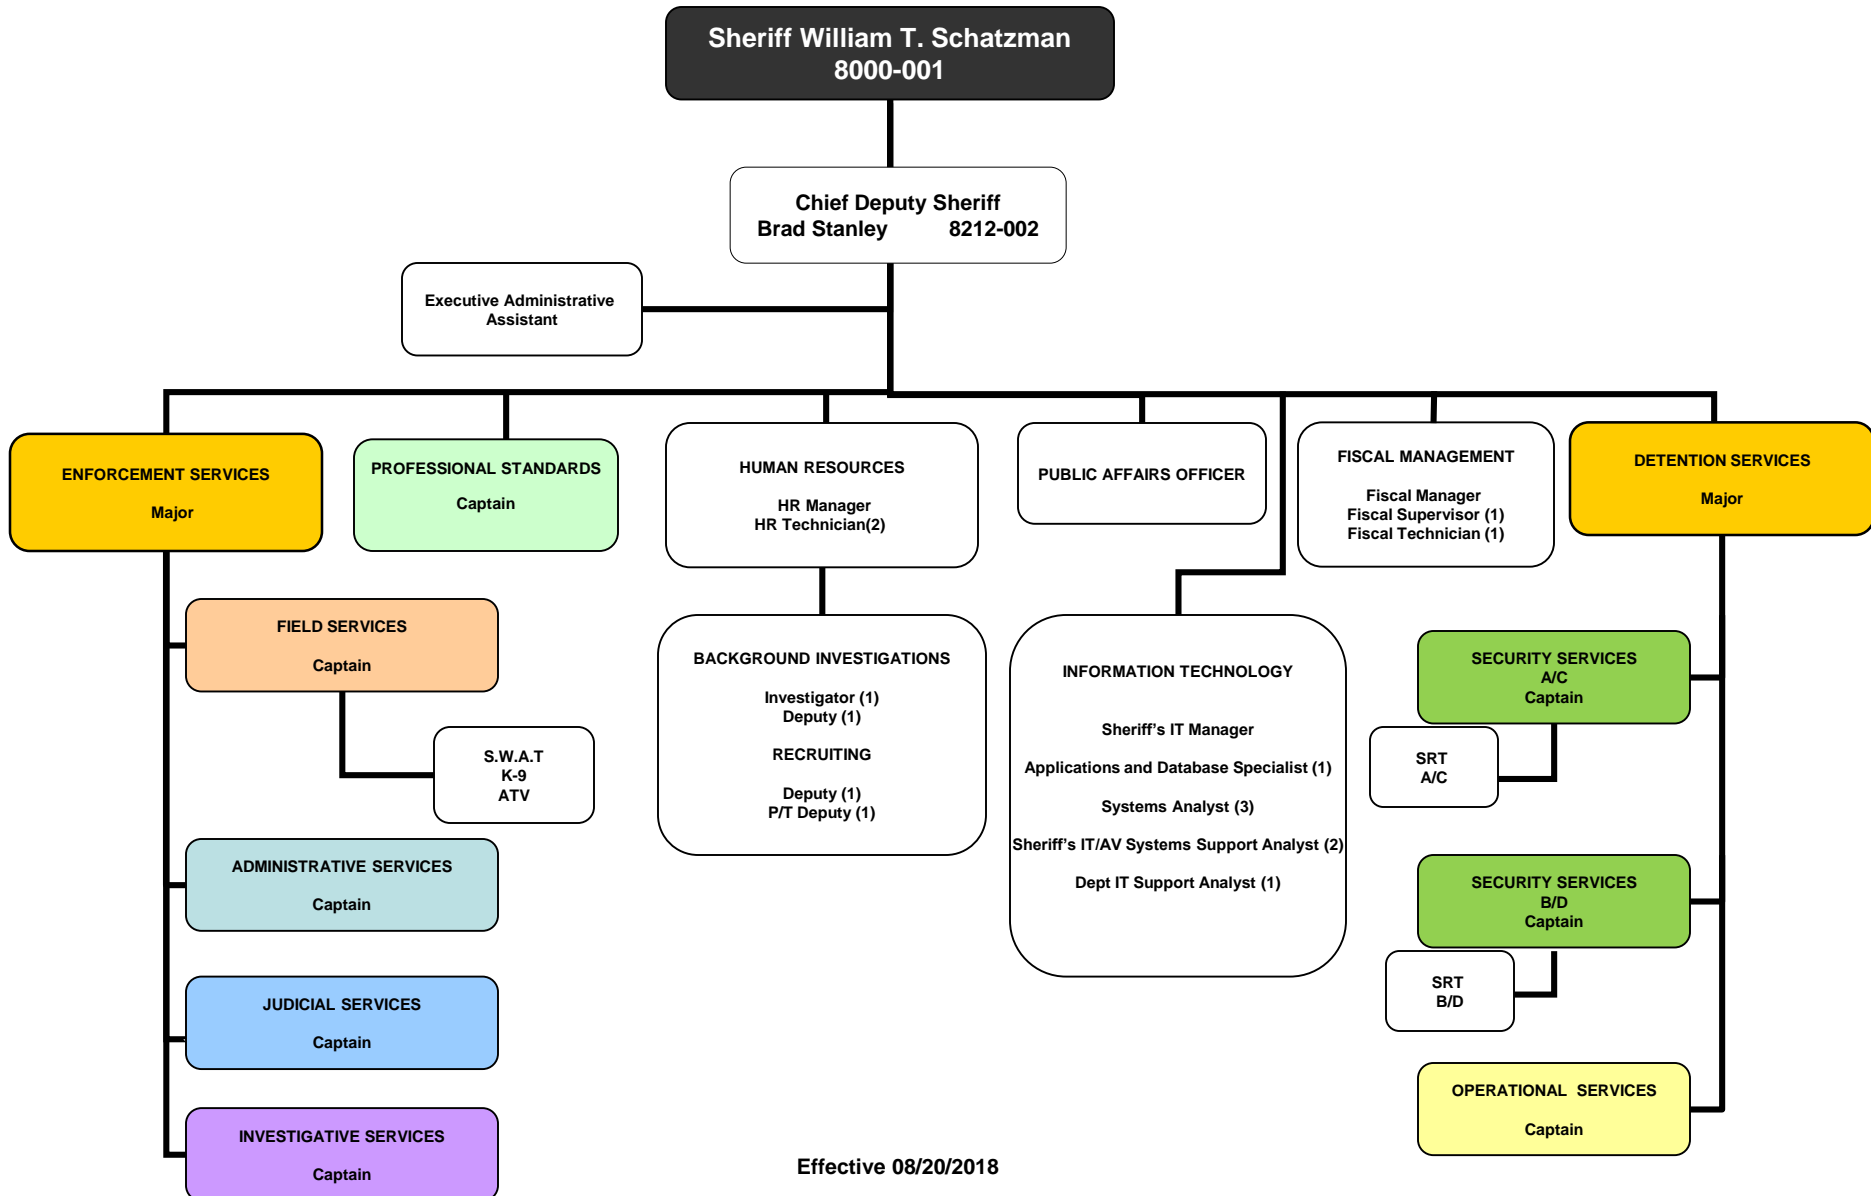 Sheriff William T. Schatzman
8000-001
Chief Deputy Sheriff
Brad Stanley 8212-002
Executive Administrative
Assistant
ENFORCEMENT SERVICES
Major
PROFESSIONAL STANDARDS
Captain
HUMAN RESOURCES
HR Manager
HR Technician(2)
PUBLIC AFFAIRS OFFICER
FISCAL MANAGEMENT
Fiscal Manager
Fiscal Supervisor (1)
Fiscal Technician (1)
DETENTION SERVICES
Major
FIELD SERVICES
Captain
S.W.A.T
K-9
ATV
ADMINISTRATIVE SERVICES
Captain
JUDICIAL SERVICES
Captain
INVESTIGATIVE SERVICES
Captain
BACKGROUND INVESTIGATIONS
Investigator (1)
Deputy (1)
RECRUITING
Deputy (1)
P/T Deputy (1)
INFORMATION TECHNOLOGY
Sheriff’s IT Manager
Applications and Database Specialist (1)
Systems Analyst (3)
Sheriff’s IT/AV Systems Support Analyst (2)
Dept IT Support Analyst (1)
SECURITY SERVICES
A/C
Captain
SRT
A/C
SECURITY SERVICES
B/D
Captain
SRT
B/D
OPERATIONAL SERVICES
Captain
Effective 08/20/2018